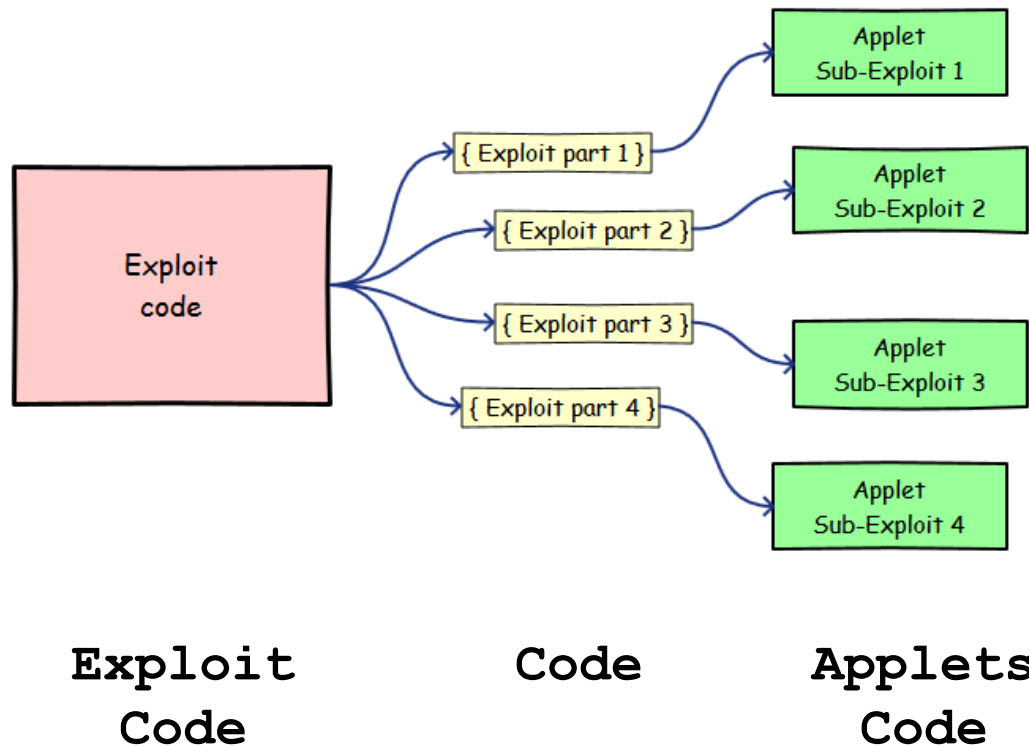 Exploit
code
{ Exploit part 1 }
{ Exploit part 2 }
{ Exploit part 3 }
{ Exploit part 4 }
Applet
Sub-Exploit 1
Applet
Sub-Exploit 2
Applet
Sub-Exploit 3
Applet
Sub-Exploit 4
Exploit
Code
Code
Applets
Code